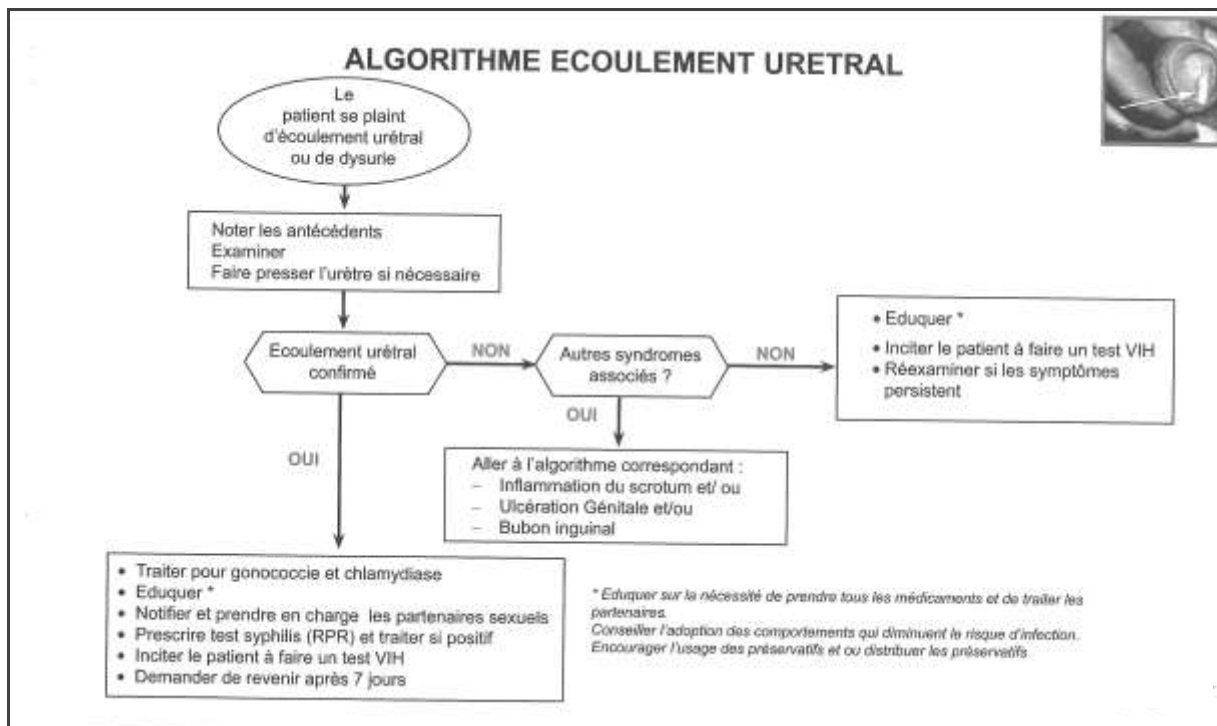 ALGORITHME ECOULEMENT URETRAL
Le
patient se plaint
d'écoulement urétral
ou de dysurie
Noter les antécédents
Examiner
Faire presser l'urètre si nécessaire
Ecoulement urétral
confirmé
NON
Autres syndromes
associés ?
NON
• Eduquer *
• Inciter le patient à faire un test VIH
• Réexaminer si les symptômes
persistent
OUI
Aller à l'algorithme correspondant :
– Inflammation du scrotum et/ ou
– Ulcération Génitale et/ou
– Bubon inguinal
OUI
• Traiter pour gonococcie et chlamydiase
• Eduquer *
• Notifier et prendre en charge les partenaires sexuels
• Prescrire test syphilis (RPR) et traiter si positif
• Inciter le patient à faire un test VIH
• Demander de revenir après 7 jours
* Eduquer sur la nécessité de prendre tous les médicaments et de traiter les
partenaires.
Conseiller l'adoption des comportements qui diminuent le risque d'infection.
Encourager l'usage des préservatifs et ou distribuer les préservatifs